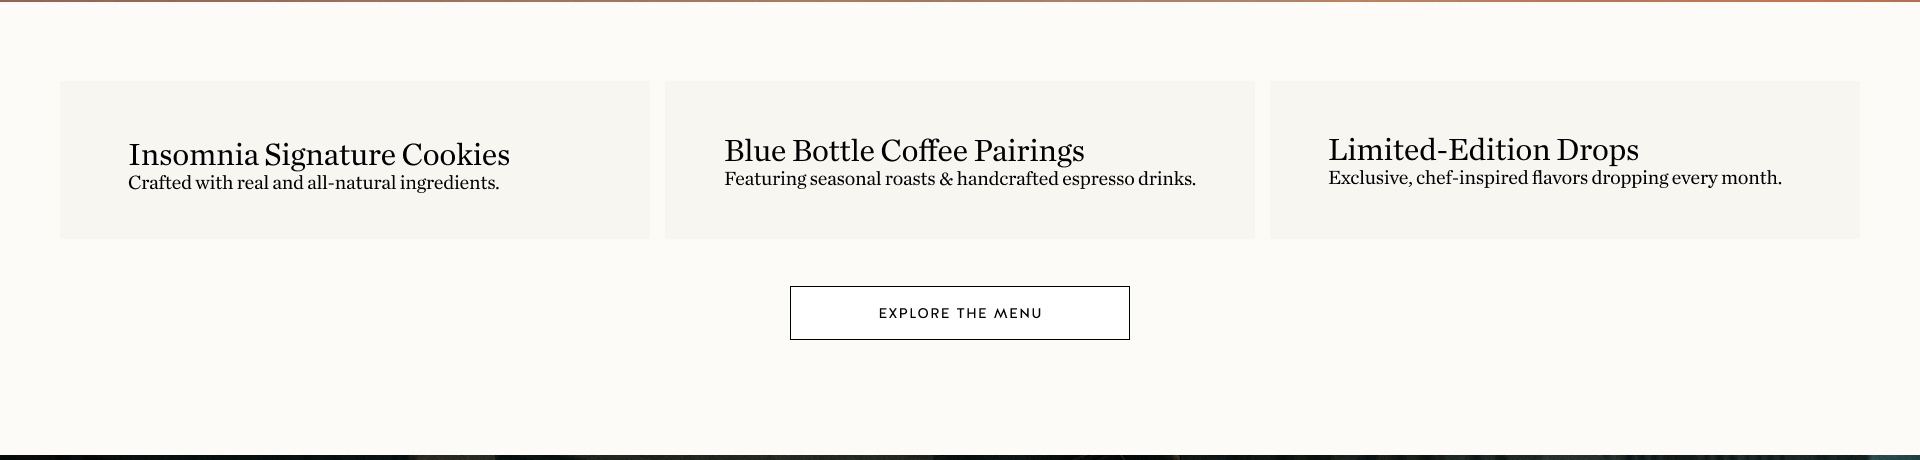 Insomnia Signature Cookies
Crafted with real and all-natural ingredients.
Blue Bottle Coffee Pairings
Featuring seasonal roasts & handcrafted espresso drinks.
Limited-Edition Drops
Exclusive, chef-inspired flavors dropping every month.
EXPLORE THE MENU